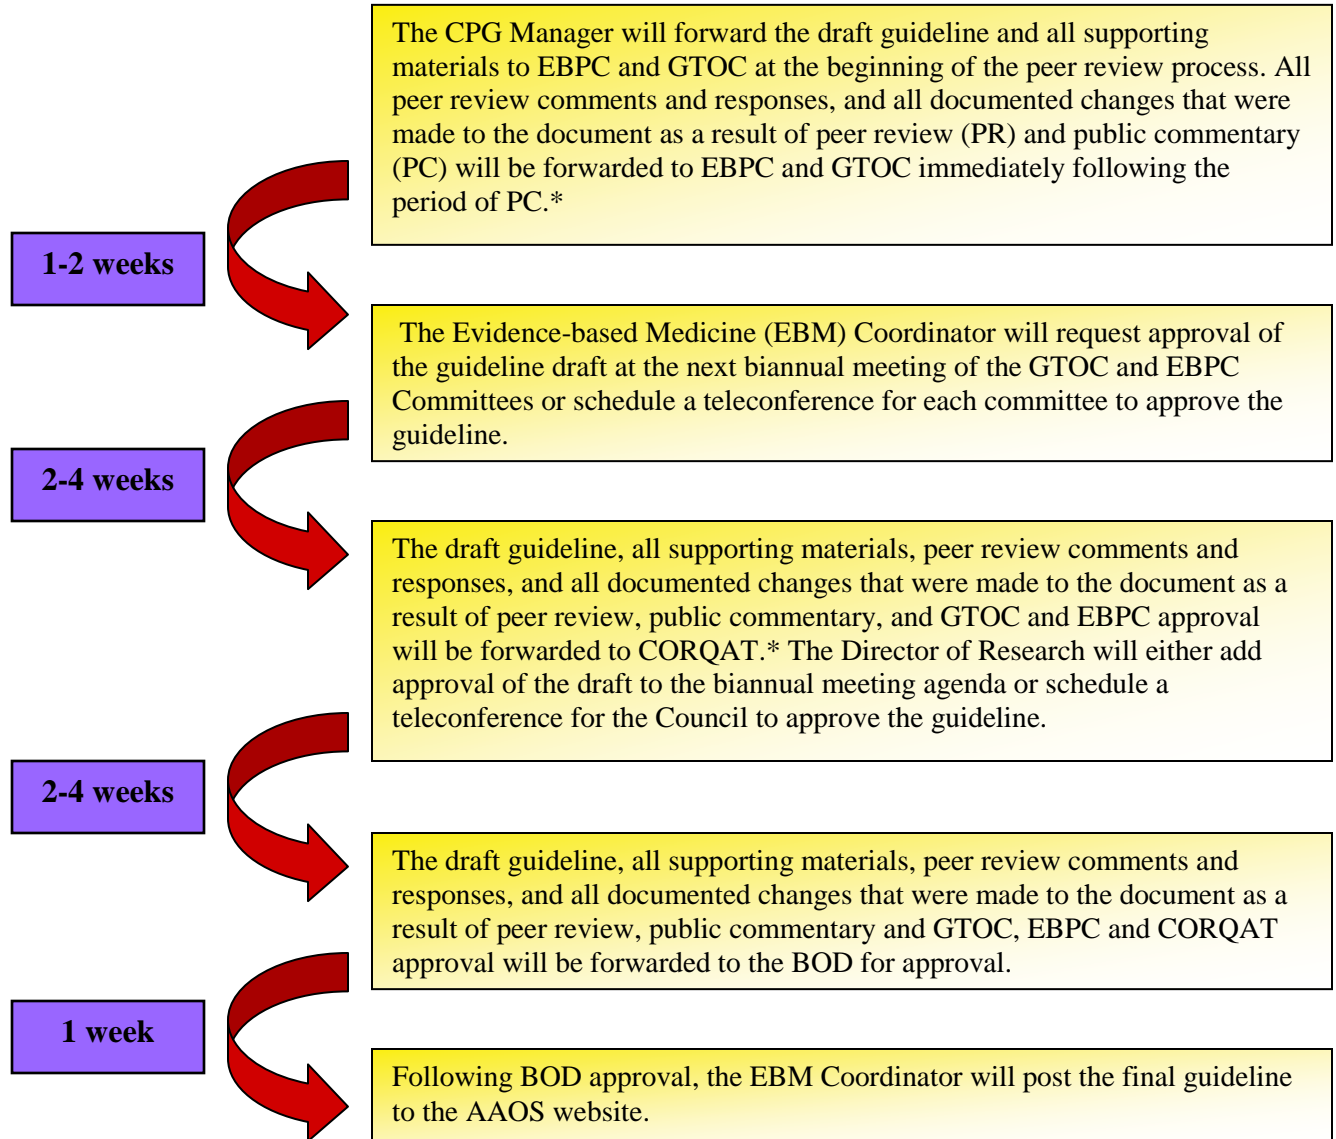 The CPG Manager will forward the draft guideline and all supporting
materials to EBPC and GTOC at the beginning of the peer review process. All
peer review comments and responses, and all documented changes that were
made to the document as a result of peer review (PR) and public commentary
(PC) will be forwarded to EBPC and GTOC immediately following the
period of PC.*
1-2 weeks
The Evidence-based Medicine (EBM) Coordinator will request approval of
the guideline draft at the next biannual meeting of the GTOC and EBPC
Committees or schedule a teleconference for each committee to approve the
guideline.
2-4 weeks
The draft guideline, all supporting materials, peer review comments and
responses, and all documented changes that were made to the document as a
result of peer review, public commentary, and GTOC and EBPC approval
will be forwarded to CORQAT.* The Director of Research will either add
approval of the draft to the biannual meeting agenda or schedule a
teleconference for the Council to approve the guideline.
2-4 weeks
The draft guideline, all supporting materials, peer review comments and
responses, and all documented changes that were made to the document as a
result of peer review, public commentary and GTOC, EBPC and CORQAT
approval will be forwarded to the BOD for approval.
1 week
Following BOD approval, the EBM Coordinator will post the final guideline
to the AAOS website.